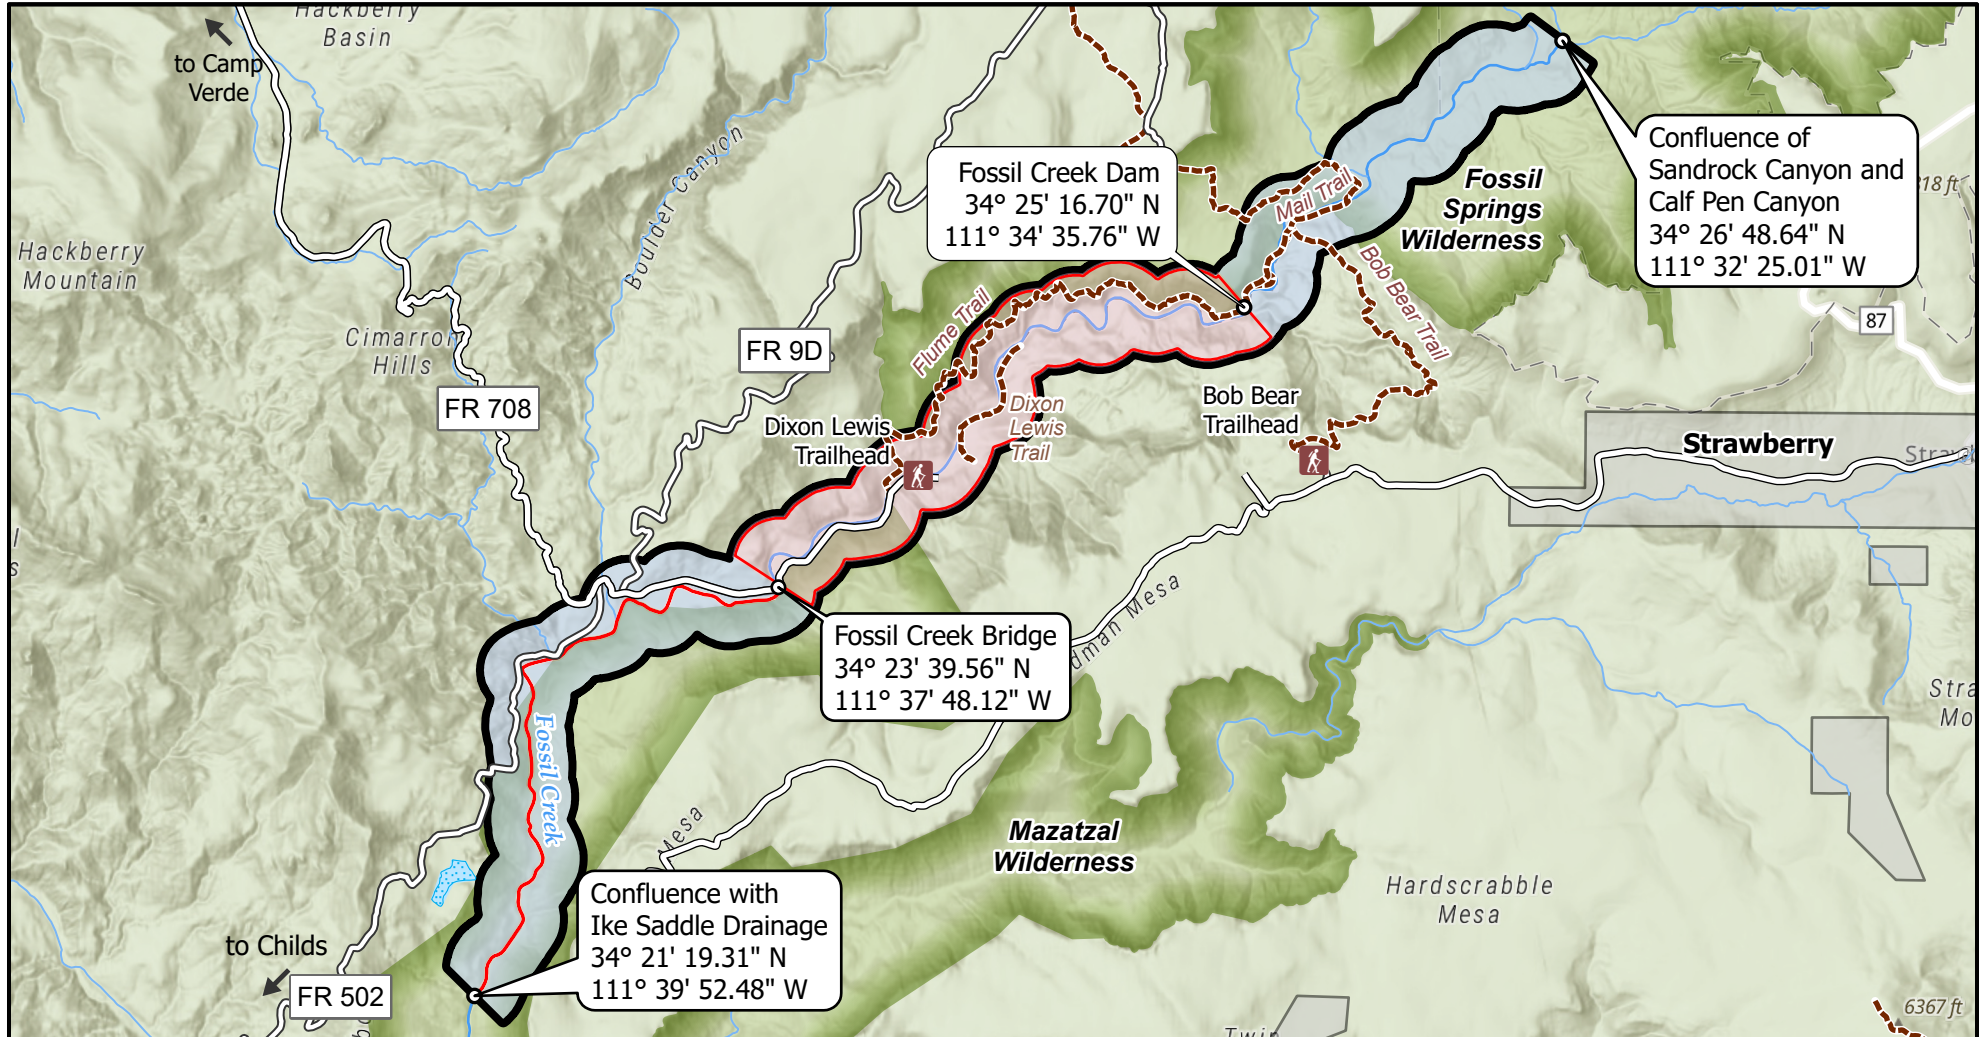 Hackberry
Basin
to Camp
Verde
Boulder Canyon
Hackberry
Mountain
Cimarron
Hills
FR 708
FR 9D
Fossil Creek Dam
34° 25' 16.70" N
111° 34' 35.76" W
Mail Trail
Fossil
Springs
Wilderness
Confluence of
Sandrock Canyon and
Calf Pen Canyon
34° 26' 48.64" N
111° 32' 25.01" W
87
Flume Trail
Bob Bear Trail
Dixon Lewis
Trailhead
Dixon
Lewis
Trail
Bob Bear
Trailhead
Strawberry
Fossil Creek Bridge
34° 23' 39.56" N
111° 37' 48.12" W
Mesa
Fossil Creek
Mesa
Mazatzal
Wilderness
Hardscrabble
Mesa
Confluence with
Ike Saddle Drainage
34° 21' 19.31" N
111° 39' 52.48" W
to Childs
FR 502
Twin
6367 ft